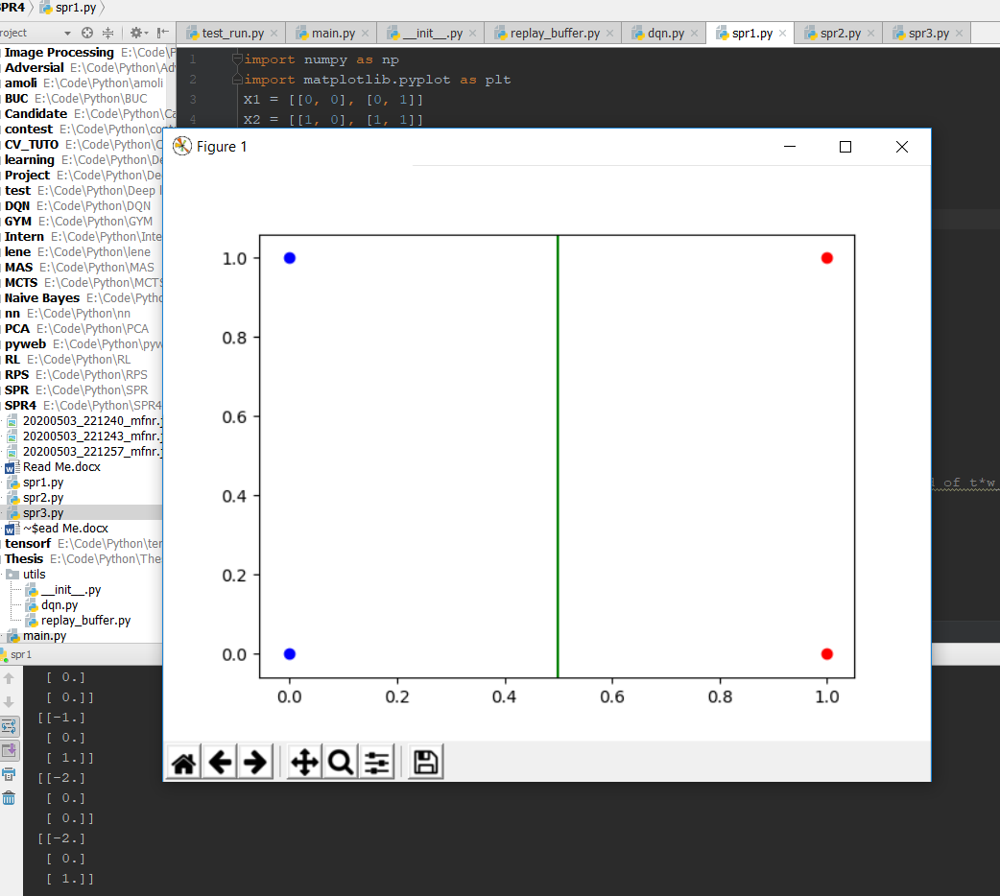 SPR4 spr1.py
roject
test_run.py main.py __init__.py replay_buffer.py dqn.py spr1.py spr2.py spr3.py
Image Processing E:\Code\Python\F
Adversial E:\Code\Python\Adv
amoli E:\Code\Python\amoli
BUC E:\Code\Python\BUC
Candidate E:\Code\Python\Ca
contest E:\Code\Python\cont
CV_TUTO E:\Code\Python\C
learning E:\Code\Python\De
Project E:\Code\Python\Dee
test E:\Code\Python\Deep l
DQN E:\Code\Python\DQN
GYM E:\Code\Python\GYM
Intern E:\Code\Python\Inte
lene E:\Code\Python\lene
MAS E:\Code\Python\MAS
MCTS E:\Code\Python\MCTS
Naive Bayes E:\Code\Pytho
nn E:\Code\Python\nn
PCA E:\Code\Python\PCA
pyweb E:\Code\Python\pyw
RL E:\Code\Python\RL
RPS E:\Code\Python\RPS
SPR E:\Code\Python\SPR
SPR4 E:\Code\Python\SPR4
20200503_221240_mfnr.j
20200503_221243_mfnr.j
20200503_221257_mfnr.j
Read Me.docx
spr1.py
spr2.py
spr3.py
~$ead Me.docx
tensorf E:\Code\Python\ter
Thesis E:\Code\Python\The
utils
__init__.py
dqn.py
replay_buffer.py
main.py
1 import numpy as np
2 import matplotlib.pyplot as plt
3 X1 = [[0, 0], [0, 1]]
4 X2 = [[1, 0], [1, 1]]
of t*w
Figure 1
1.0
0.8
0.6
0.4
0.2
0.0
0.0 0.2 0.4 0.6 0.8 1.0
spr1
[ 0.]
[ 0.]]
[[-1.]
[ 0.]
[ 1.]]
[[-2.]
[ 0.]
[ 0.]]
[[-2.]
[ 0.]
[ 1.]]